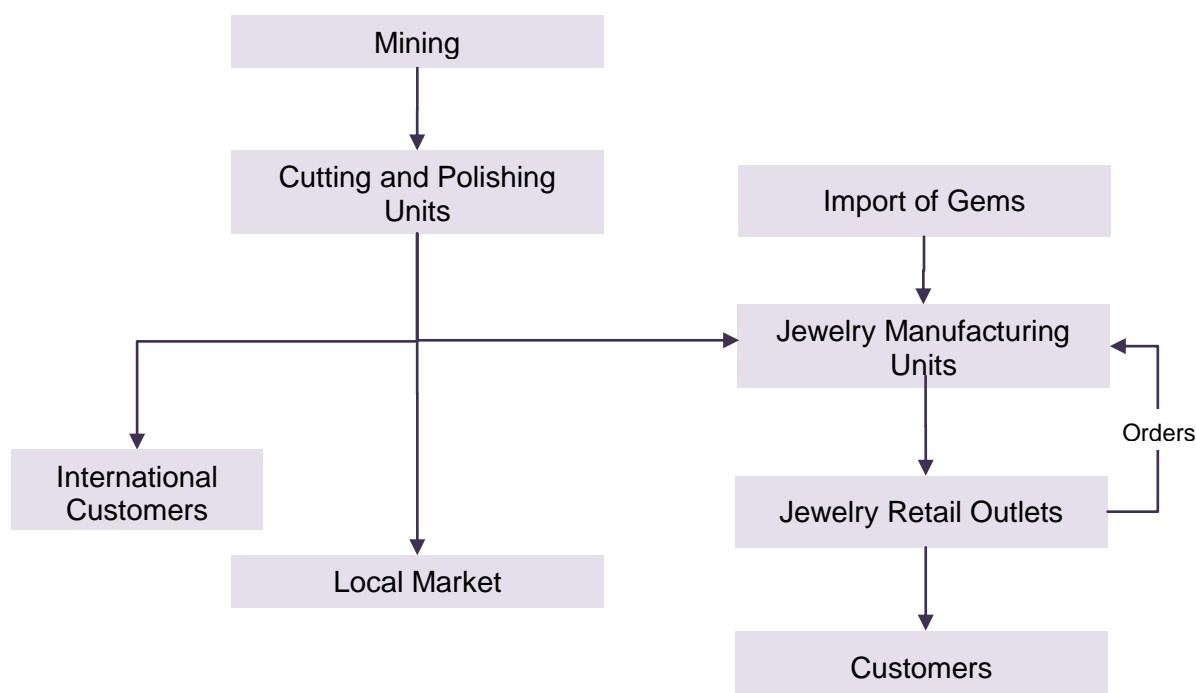 Mining
Cutting and Polishing
Units
Import of Gems
Jewelry Manufacturing
Units
Orders
International
Customers
Jewelry Retail Outlets
Local Market
Customers